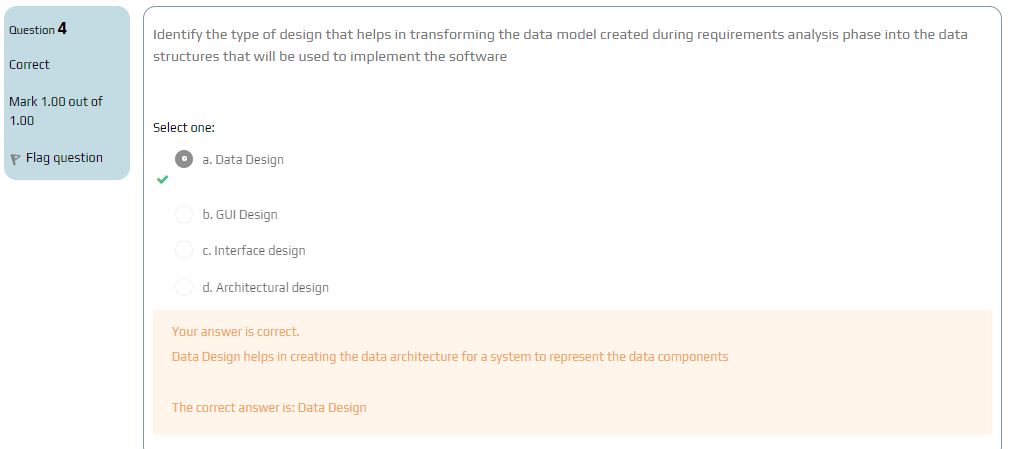 Question 4
Correct
Mark 1.00 out of
1.00
Flag question
Identify the type of design that helps in transforming the data model created during requirements analysis phase into the data
structures that will be used to implement the software
Select one:
a. Data Design
b. GUI Design
c. Interface design
d. Architectural design
Your answer is correct.
Data Design helps in creating the data architecture for a system to represent the data components
The correct answer is: Data Design